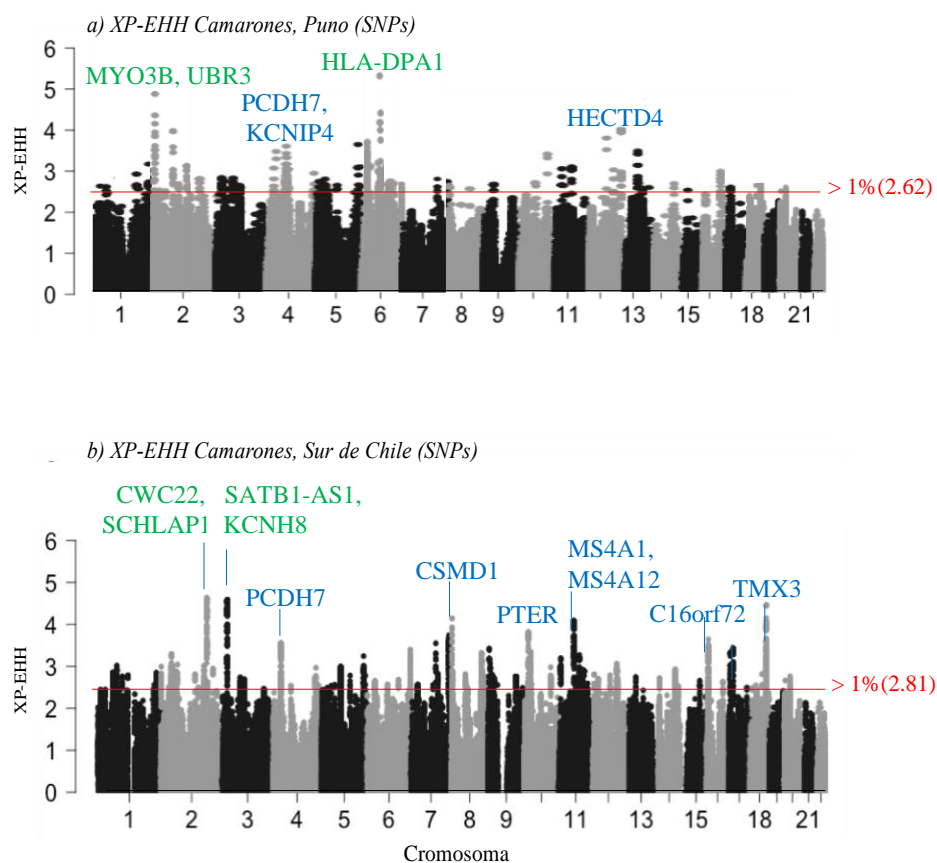 a) XP-EHH Camarones, Puno (SNPs)
6
HLA-DPA1
MYO3B, UBR3
5
PCDH7,
KCNIP4
HECTD4
4
XP-EHH
3
> 1%(2.62)
2
1
0
1 2 3 4 5 6 7 8 9 11 13 15 18 21
b) XP-EHH Camarones, Sur de Chile (SNPs)
CWC22,
SCHLAP1
SATB1-AS1,
KCNH8
6
MS4A1,
MS4A12
CSMD1
TMX3
5
PCDH7
PTER
C16orf72
4
XP-EHH
3
> 1%(2.81)
2
1
0
1 2 3 4 5 6 7 8 9 11 13 15 18 21
Cromosoma